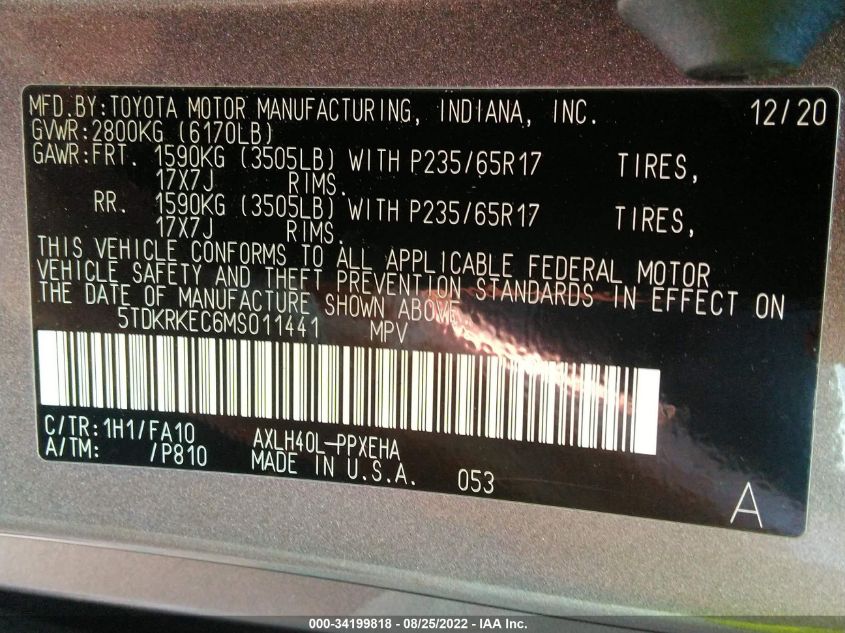 MFD.BY:TOYOTA MOTOR MANUFACTURING, INDIANA, INC. 12/20
GVWR:2800KG (6170LB)
GAWR:FRT. 1590KG (3505LB) WITH P235/65R17 TIRES,
17X7J RIMS.
RR. 1590KG (3505LB) WITH P235/65R17 TIRES,
17X7J RIMS.
THIS VEHICLE CONFORMS TO ALL APPLICABLE FEDERAL MOTOR
VEHICLE SAFETY AND THEFT PREVENTION STANDARDS IN EFFECT ON
THE DATE OF MANUFACTURE SHOWN ABOVE.
5TDKRKEC6MS011441 MPV
C/TR:1H1/FA10 AXLH40L-PPXEHA
A/TM: /P810 MADE IN U.S.A. 053
A
000-34199818 - 08/25/2022 - IAA Inc.